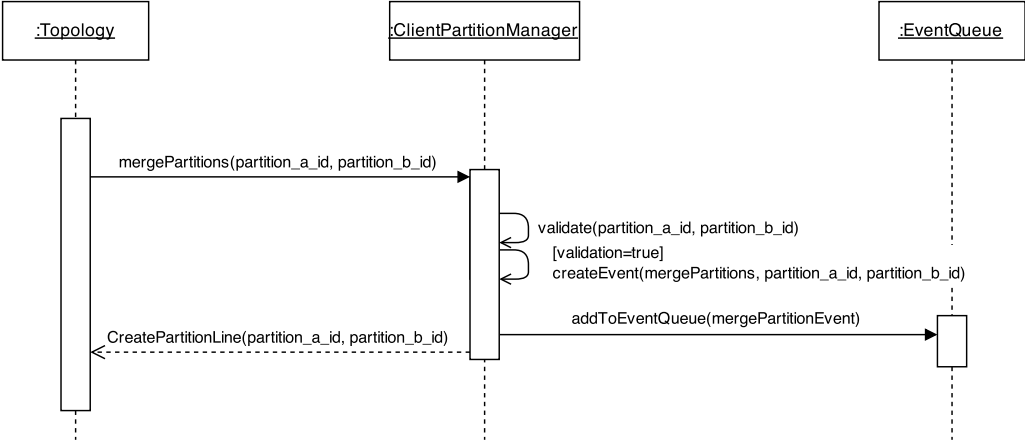 :Topology
:ClientPartitionManager
:EventQueue
mergePartitions(partition_a_id, partition_b_id)
validate(partition_a_id, partition_b_id)
[validation=true]
createEvent(mergePartitions, partition_a_id, partition_b_id)
addToEventQueue(mergePartitionEvent)
CreatePartitionLine(partition_a_id, partition_b_id)